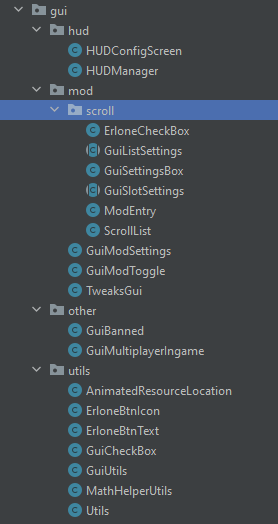 gui
hud
HUDConfigScreen
HUDManager
mod
scroll
ErloneCheckBox
C GuiListSettings
C GuiSettingsBox
C GuiSlotSettings
C ModEntry
C ScrollList
C GuiModSettings
C GuiModToggle
C TweaksGui
other
C GuiBanned
C GuiMultiplayerIngame
utils
C AnimatedResourceLocation
C ErloneBtnIcon
C ErloneBtnText
C GuiCheckBox
C GuiUtils
C MathHelperUtils
C Utils